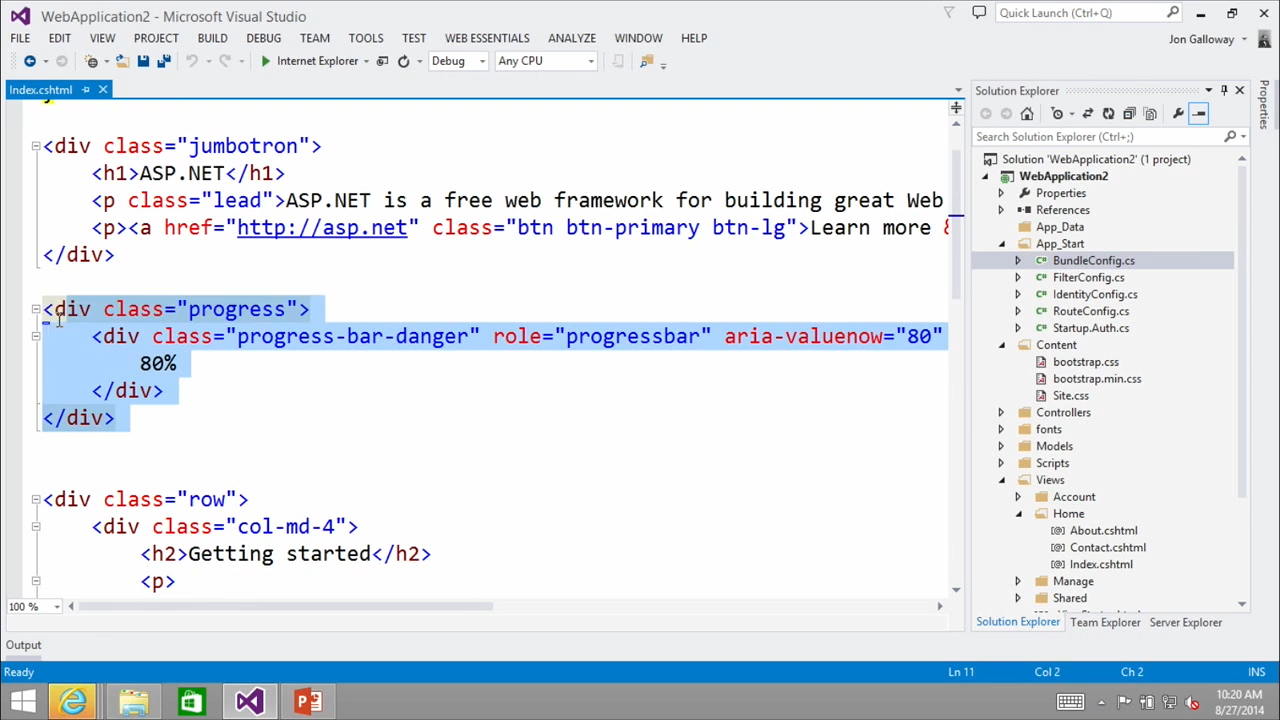 WebApplication2 - Microsoft Visual Studio
Quick Launch (Ctrl+Q)
FILE EDIT VIEW PROJECT BUILD DEBUG TEAM TOOLS TEST WEB ESSENTIALS ANALYZE WINDOW HELP
Jon Galloway
Internet Explorer
Debug
Any CPU
Index.cshtml
<div class="jumbotron">
<h1>ASP.NET</h1>
<p class="lead">ASP.NET is a free web framework for building great Web
<p><a href="http://asp.net" class="btn btn-primary btn-lg">Learn more &
</div>
<div class="progress">
<div class="progress-bar-danger" role="progressbar" aria-valuenow="80"
80%
</div>
</div>
<div class="row">
<div class="col-md-4">
<h2>Getting started</h2>
<p>
100 %
Solution Explorer
Search Solution Explorer (Ctrl+;)
Solution 'WebApplication2' (1 project)
WebApplication2
Properties
References
App_Data
App_Start
C# BundleConfig.cs
C# FilterConfig.cs
C# IdentityConfig.cs
C# RouteConfig.cs
C# Startup.Auth.cs
Content
bootstrap.css
bootstrap.min.css
Site.css
Controllers
fonts
Models
Scripts
Views
Account
Home
[@] About.cshtml
[@] Contact.cshtml
[@] Index.cshtml
Manage
Shared
Solution Explorer Team Explorer Server Explorer
Properties
Output
Ready
Ln 11 Col 2 Ch 2 INS
10:20 AM
8/27/2014